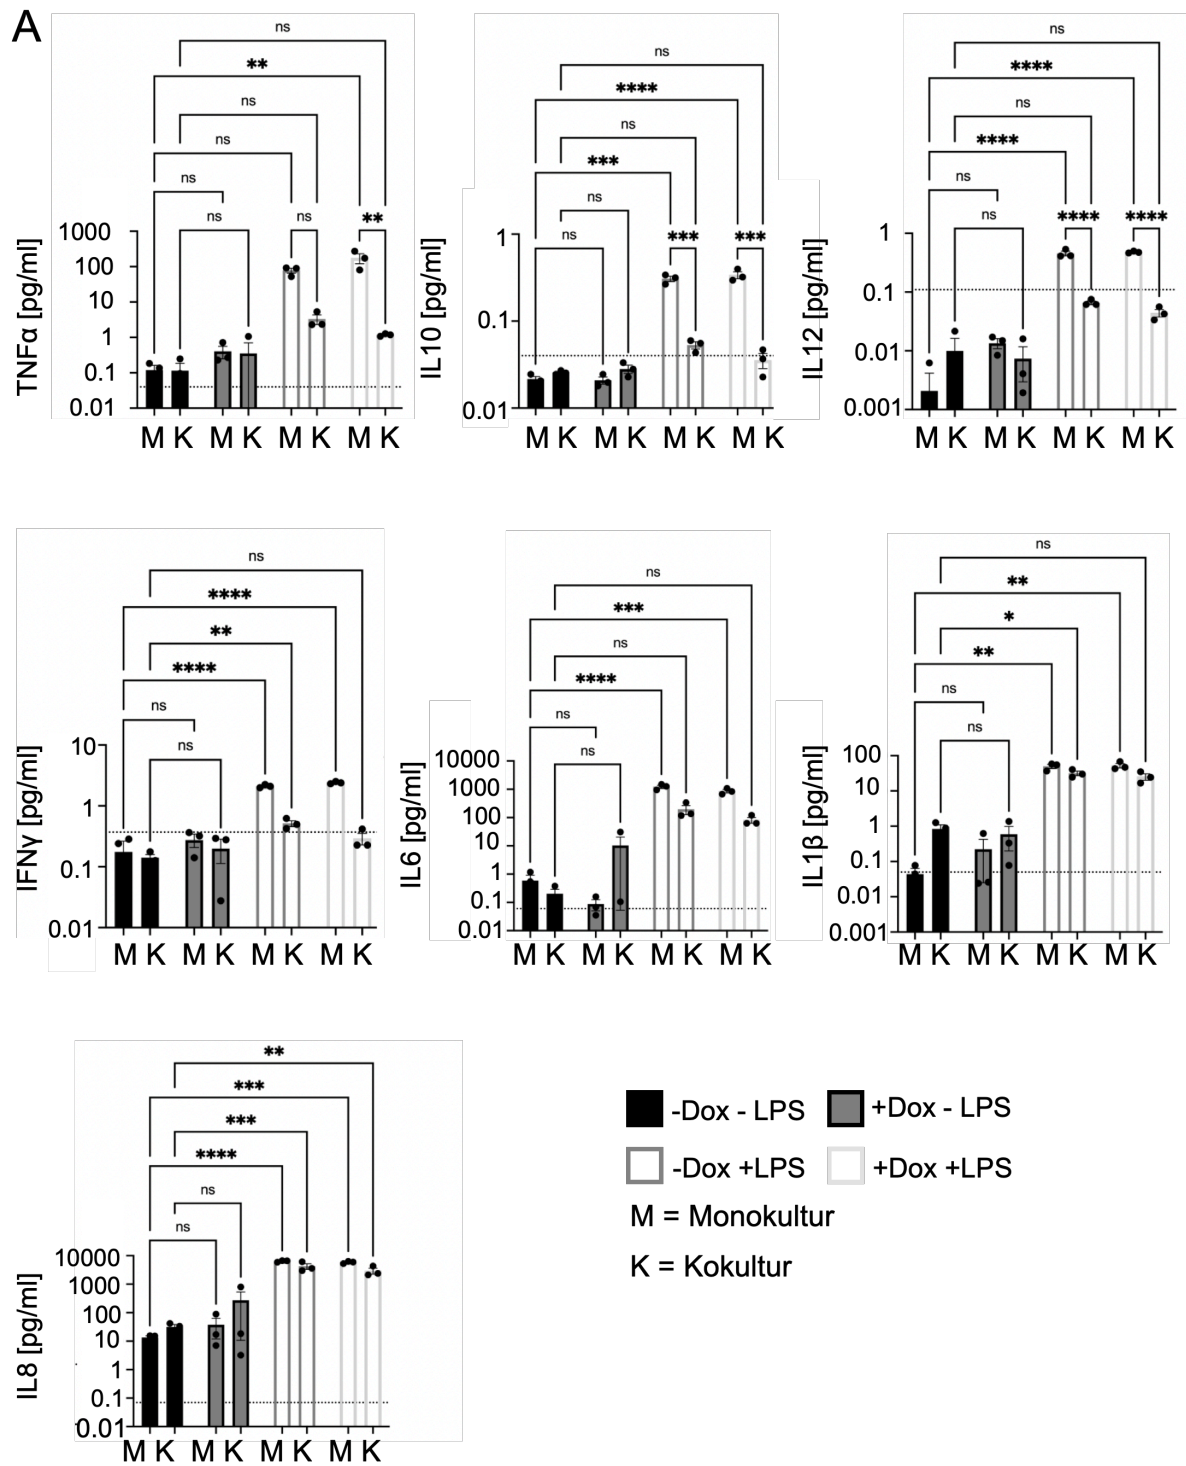 A
ns
**
ns
ns
ns
ns
ns
**
TNFα [pg/ml]
1000
100
10
1
0.1
0.01
M K M K M K M K
ns
****
ns
***
ns
ns
***
***
IL10 [pg/ml]
1
0.1
0.01
M K M K M K M K
ns
****
ns
****
ns
ns
****
****
IL12 [pg/ml]
1
0.1
0.01
0.001
M K M K M K M K
ns
****
**
****
ns
ns
IFNγ [pg/ml]
10
1
0.1
0.01
M K M K M K M K
ns
***
ns
****
ns
ns
IL6 [pg/ml]
10000
1000
100
10
1
0.1
0.01
M K M K M K M K
ns
**
*
**
ns
ns
IL1β [pg/ml]
100
10
1
0.1
0.01
0.001
M K M K M K M K
**
***
***
****
ns
ns
IL8 [pg/ml]
10000
1000
100
10
1
0.1
0.01
M K M K M K M K
-Dox - LPS
+Dox - LPS
-Dox +LPS
+Dox +LPS
M = Monokultur
K = Kokultur